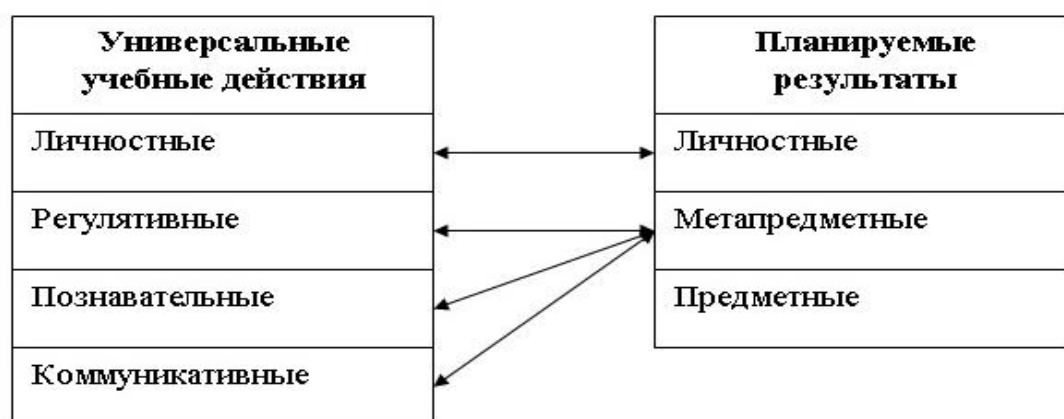 Универсальные
учебные действия
Личностные
Регулятивные
Познавательные
Коммуникативные
Планируемые
результаты
Личностные
Метапредметные
Предметные